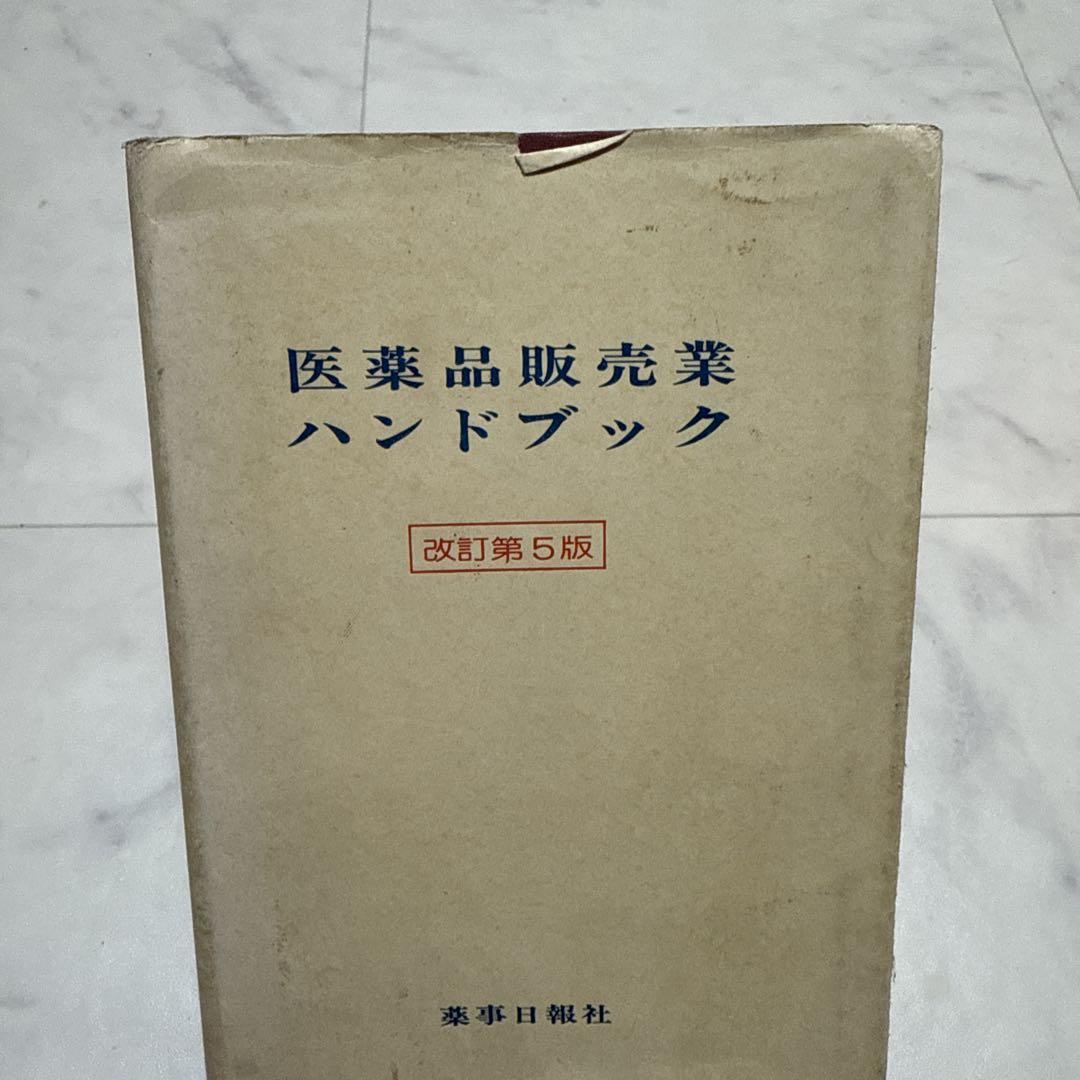 医薬品販売業
ハンドブック
改訂第5版
薬事日報社